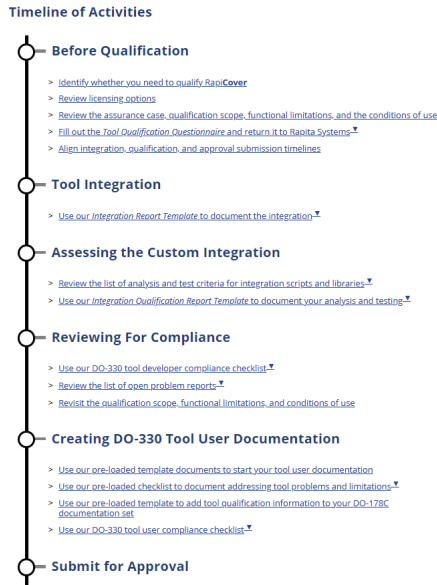 Timeline of Activities
Before Qualification
> Identify whether you need to qualify RapiCover
> Review licensing options
> Review the assurance case, qualification scope, functional limitations, and the conditions of use
> Fill out the Tool Qualification Questionnaire and return it to Rapita Systems ▼
> Align integration, qualification, and approval submission timelines
Tool Integration
> Use our Integration Report Template to document the integration ▼
Assessing the Custom Integration
> Review the list of analysis and test criteria for integration scripts and libraries ▼
> Use our Integration Qualification Report Template to document your analysis and testing ▼
Reviewing For Compliance
> Use our DO-330 tool developer compliance checklist ▼
> Review the list of open problem reports ▼
> Revisit the qualification scope, functional limitations, and conditions of use
Creating DO-330 Tool User Documentation
> Use our pre-loaded template documents to start your tool user documentation
> Use our pre-loaded checklist to document addressing tool problems and limitations ▼
> Use our pre-loaded template to add tool qualification information to your DO-178C
documentation set
> Use our DO-330 tool user compliance checklist ▼
Submit for Approval